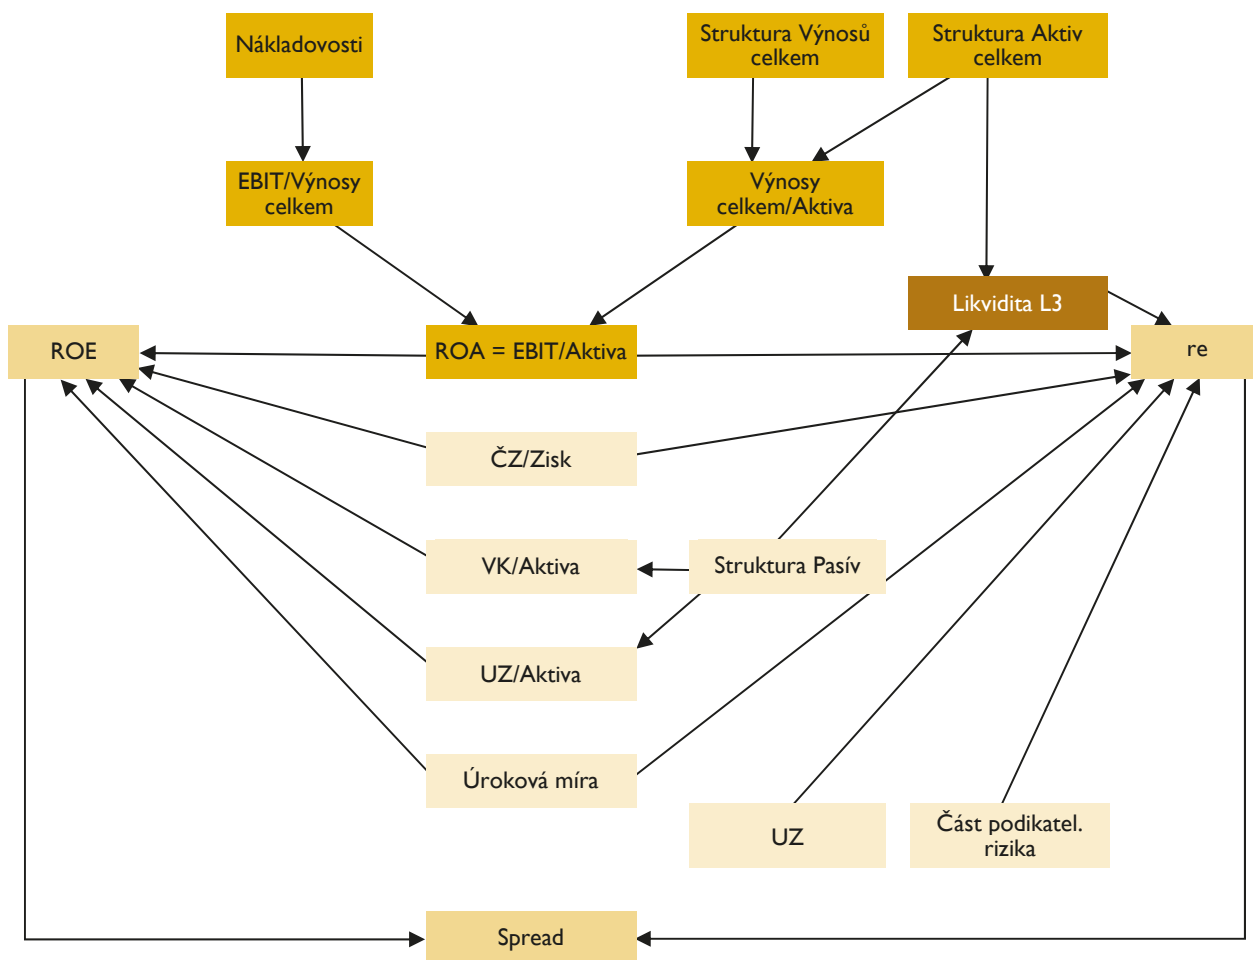 Nákladovosti
Struktura Výnosů
celkem
Struktura Aktiv
celkem
EBIT/Výnosy
celkem
Výnosy
celkem/Aktiva
Likvidita L3
ROE
ROA = EBIT/Aktiva
re
ČZ/Zisk
VK/Aktiva
Struktura Pasív
UZ/Aktiva
Úroková míra
UZ
Část podikatel.
rizika
Spread